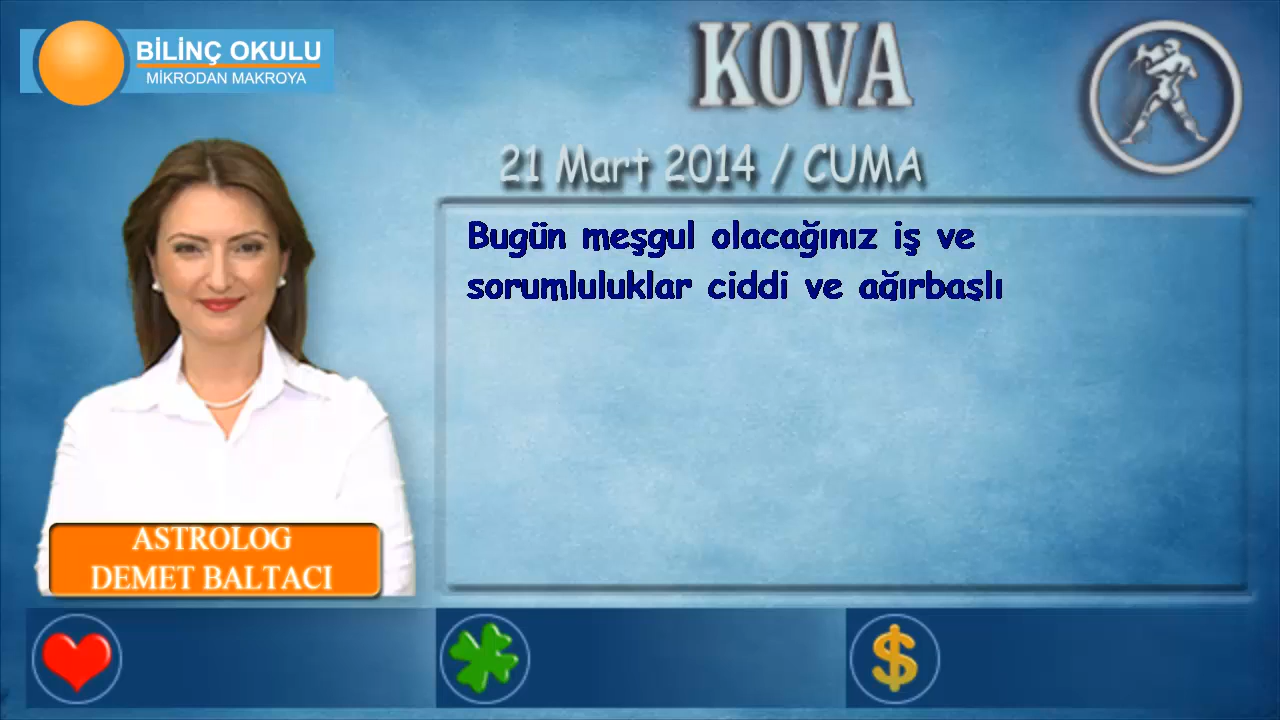 BİLİNÇ OKULU
MİKRODAN MAKROYA
KOVA
21 Mart 2014 / CUMA
Bugün meşgul olacağınız iş ve
sorumluluklar ciddi ve ağırbaşlı
ASTROLOG
DEMET BALTACI